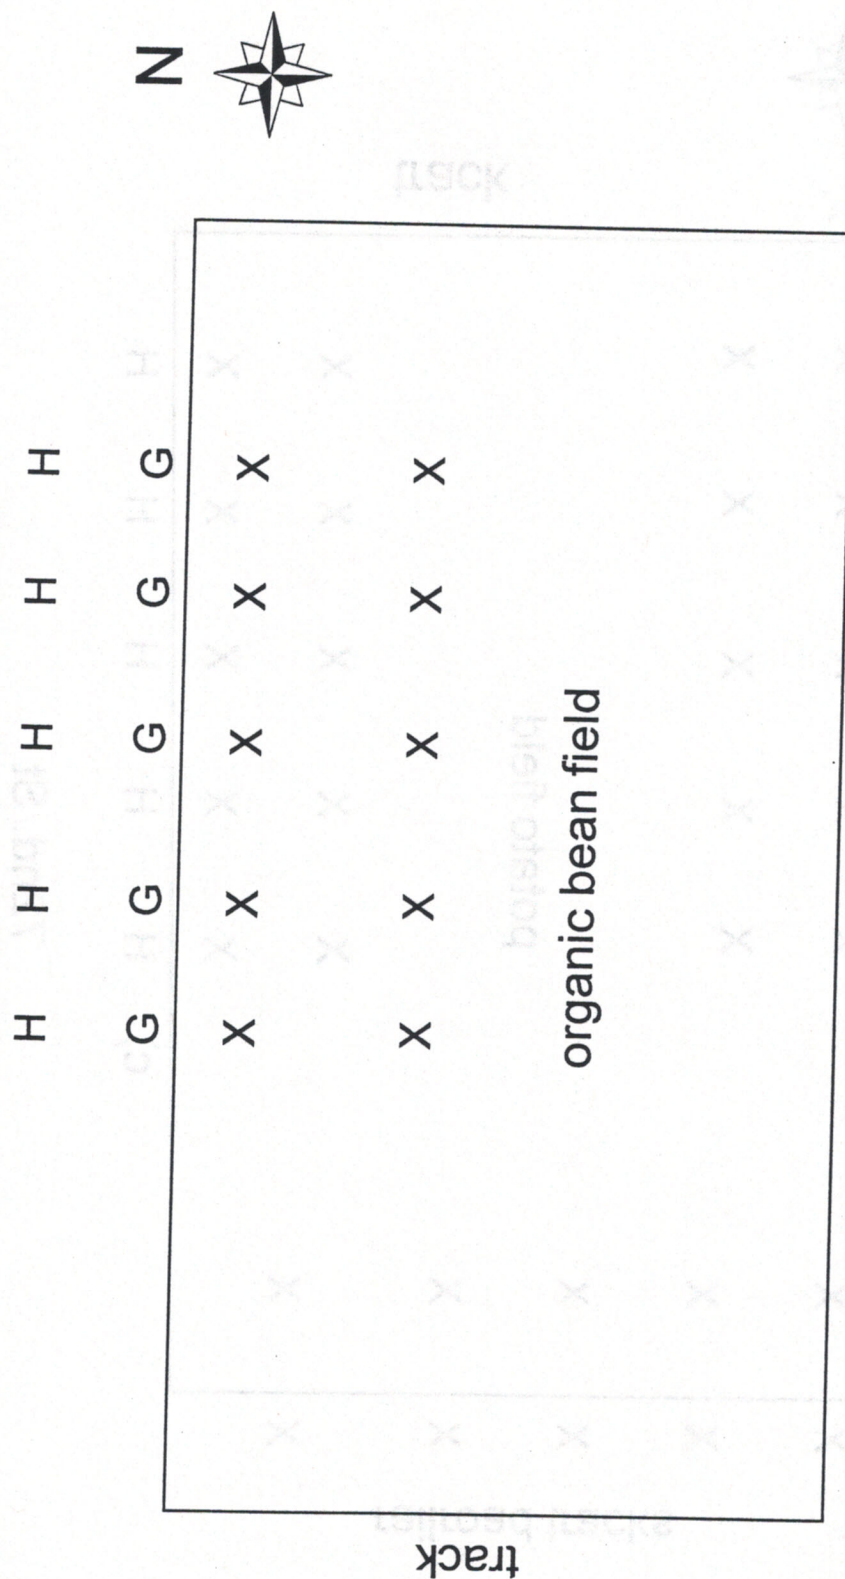 N
H H H H H
G G G G G
X X X X X
X X X X X
organic bean field
track